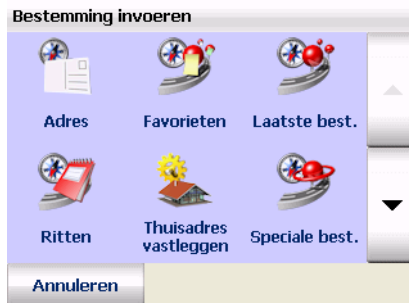 Bestemming invoeren
Adres
Favorieten
Laatste best.
Ritten
Thuisadres
vastleggen
Speciale best.
Annuleren